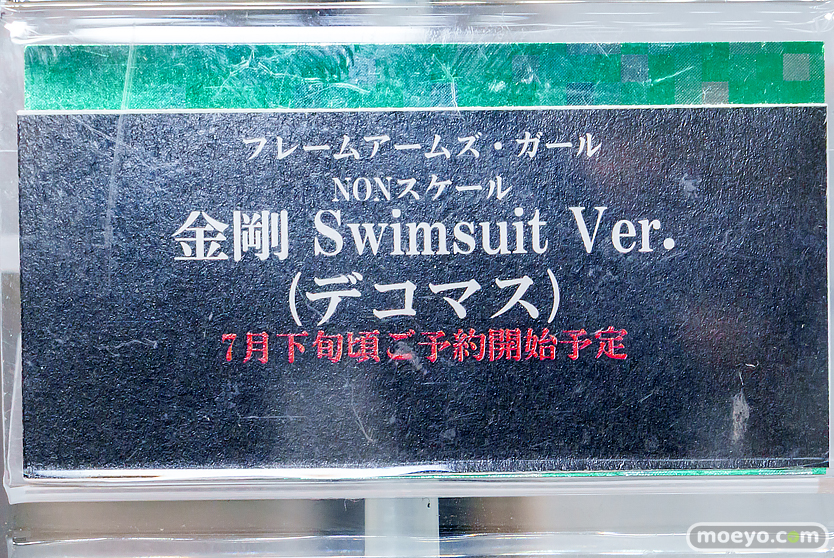 フレームアームズ・ガール
NONスケール
金剛 Swimsuit Ver.
(デコマス)
7月下旬頃ご予約開始予定
moeyo.com